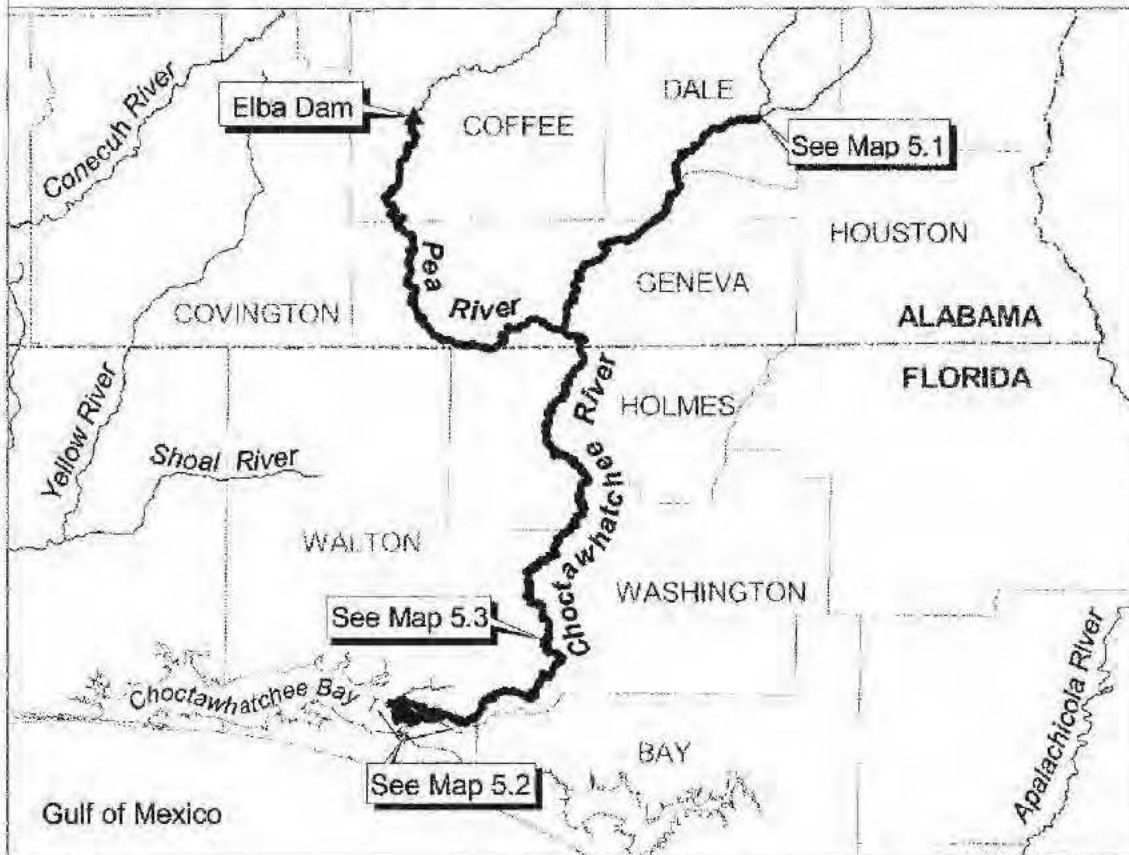 Conecuh River
Elba Dam
COFFEE
DALE
See Map 5.1
HOUSTON
Pea River
GENEVA
COVINGTON
ALABAMA
FLORIDA
Yellow River
Shoal River
HOLMES
Choctawhatchee River
WALTON
WASHINGTON
See Map 5.3
Choctawhatchee Bay
BAY
See Map 5.2
Apalachicola River
Gulf of Mexico